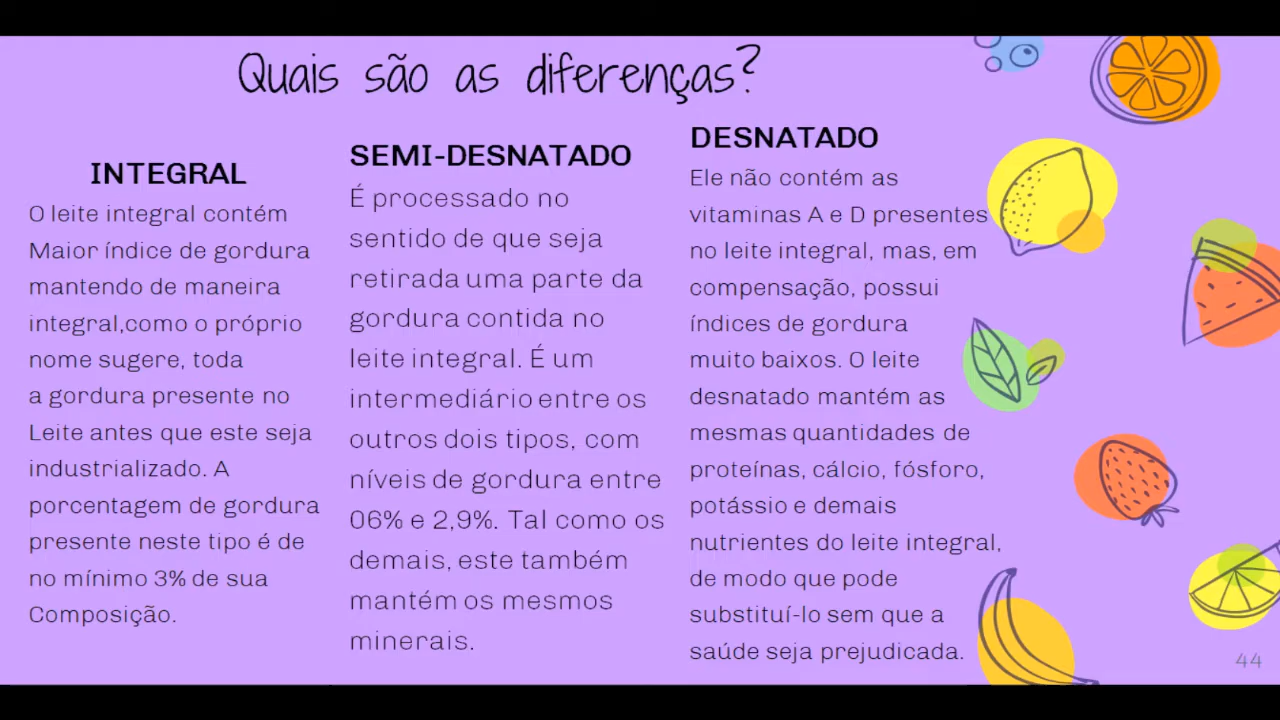 Quais são as diferenças?
INTEGRAL
O leite integral contém
Maior índice de gordura
mantendo de maneira
integral,como o próprio
nome sugere, toda
a gordura presente no
Leite antes que este seja
industrializado. A
porcentagem de gordura
presente neste tipo é de
no mínimo 3% de sua
Composição.
SEMI-DESNATADO
É processado no
sentido de que seja
retirada uma parte da
gordura contida no
leite integral. É um
intermediário entre os
outros dois tipos, com
níveis de gordura entre
06% e 2,9%. Tal como os
demais, este também
mantém os mesmos
minerais.
DESNATADO
Ele não contém as
vitaminas A e D presentes
no leite integral, mas, em
compensação, possui
índices de gordura
muito baixos. O leite
desnatado mantém as
mesmas quantidades de
proteínas, cálcio, fósforo,
potássio e demais
nutrientes do leite integral,
de modo que pode
substituí-lo sem que a
saúde seja prejudicada.
44